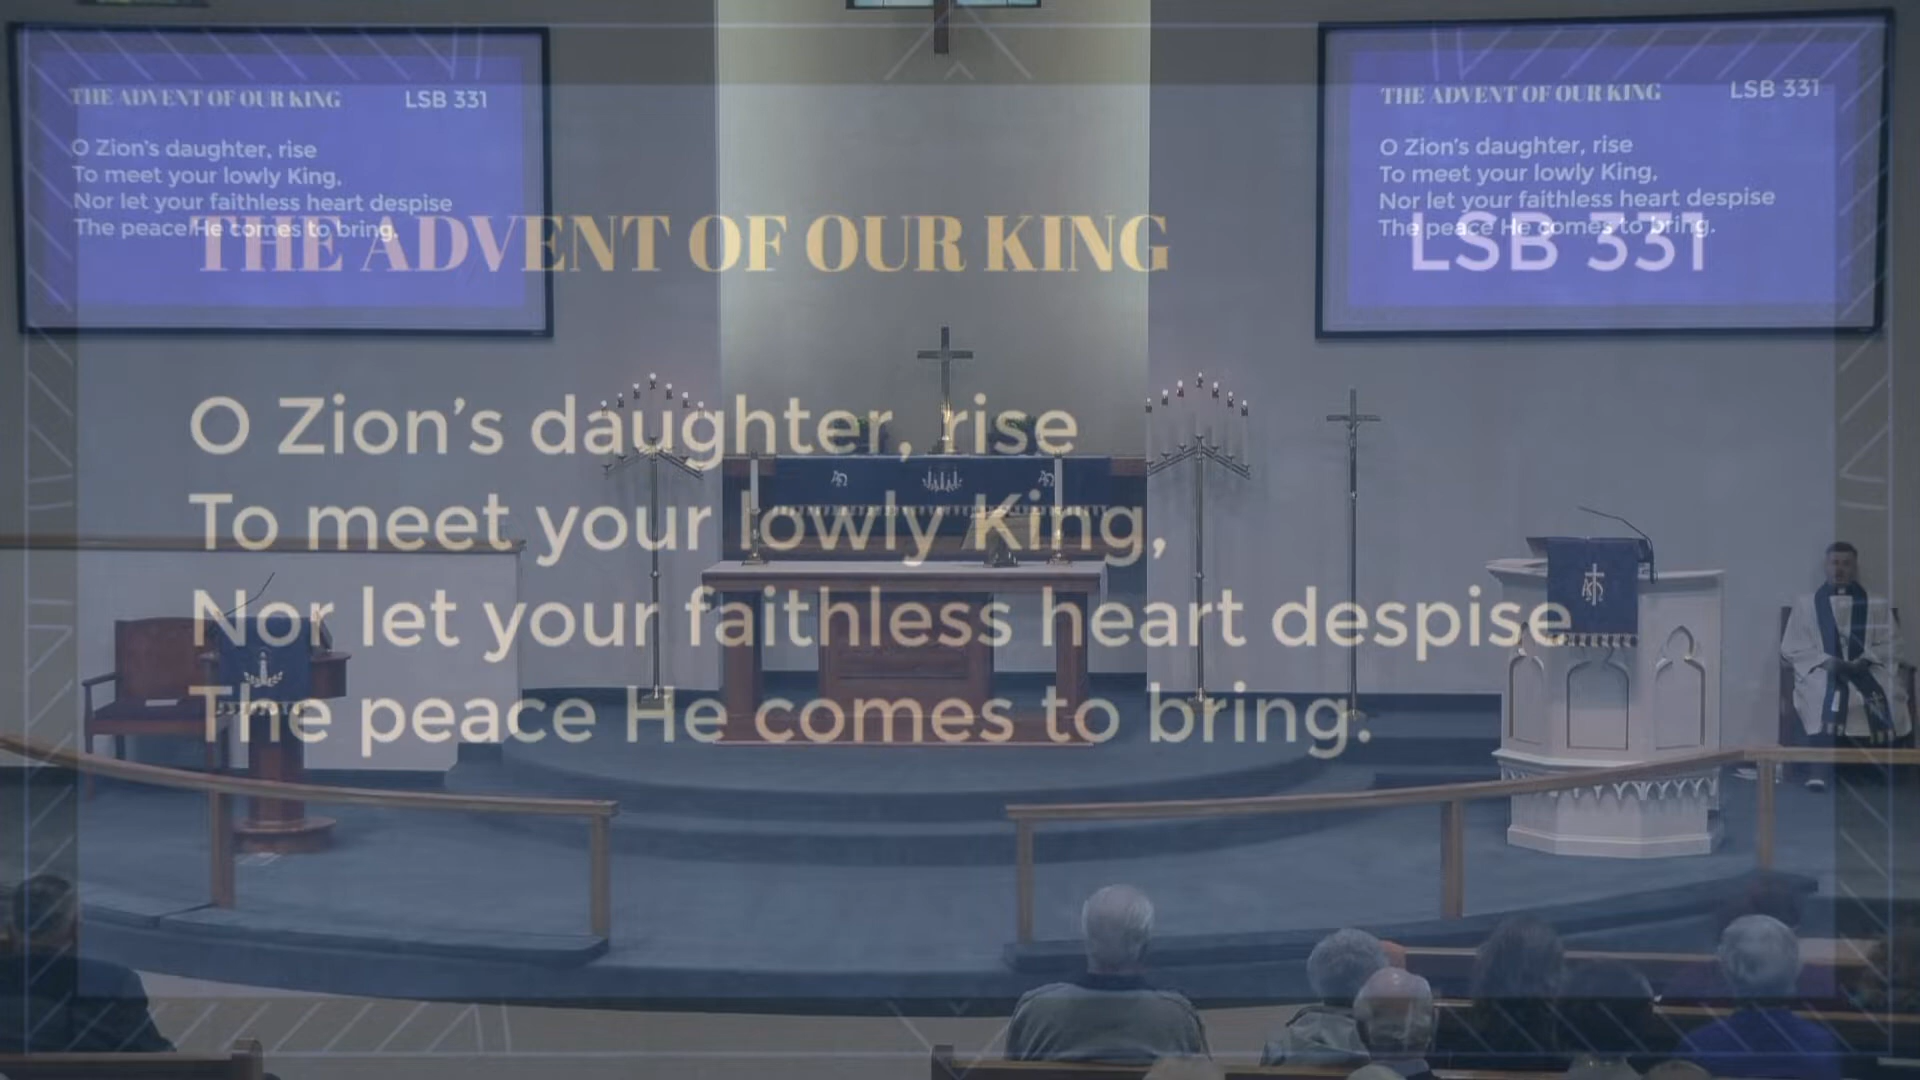 THE ADVENT OF OUR KING LSB 331
O Zion's daughter, rise
To meet your lowly King,
Nor let your faithless heart despise
The peace He comes to bring.
THE ADVENT OF OUR KING LSB 331
O Zion's daughter, rise
To meet your lowly King,
Nor let your faithless heart despise
The peace He comes to bring.
THE ADVENT OF OUR KING LSB 331
O Zion’s daughter, rise
To meet your lowly King,
Nor let your faithless heart despise
The peace He comes to bring.